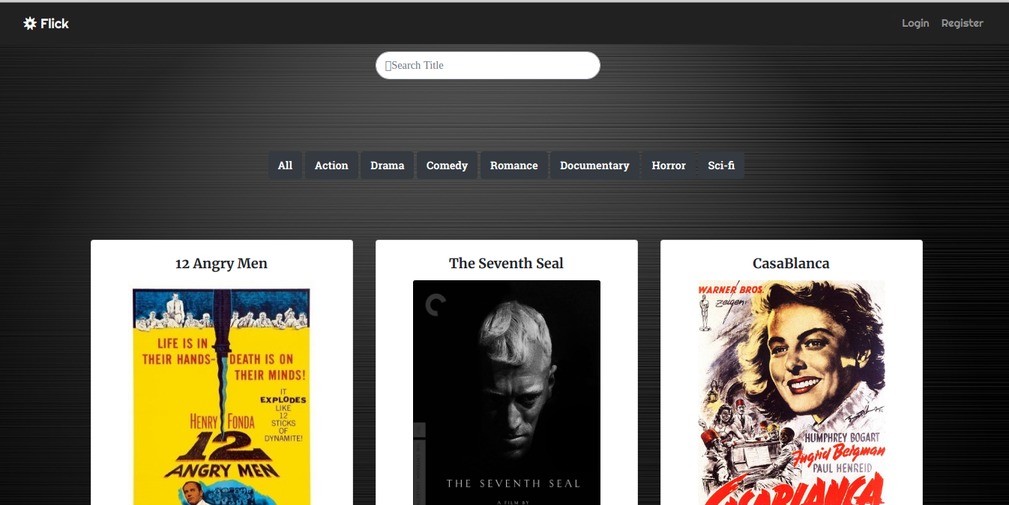 Flick
Login Register
Search Title
All Action Drama Comedy Romance Documentary Horror Sci-fi
12 Angry Men
LIFE IS IN
THEIR HANDS- DEATH IS ON
THEIR MINDS!
IT
EXPLODES
LIKE
12
STICKS
OF
DYNAMITE!
HENRY FONDA
12
ANGRY MEN
The Seventh Seal
THE SEVENTH SEAL
A FILM BY
CasaBlanca
WARNER BROS.
zeigen:
HUMPHREY BOGART
Ingrid Bergman
PAUL HENREID
CASABLANCA